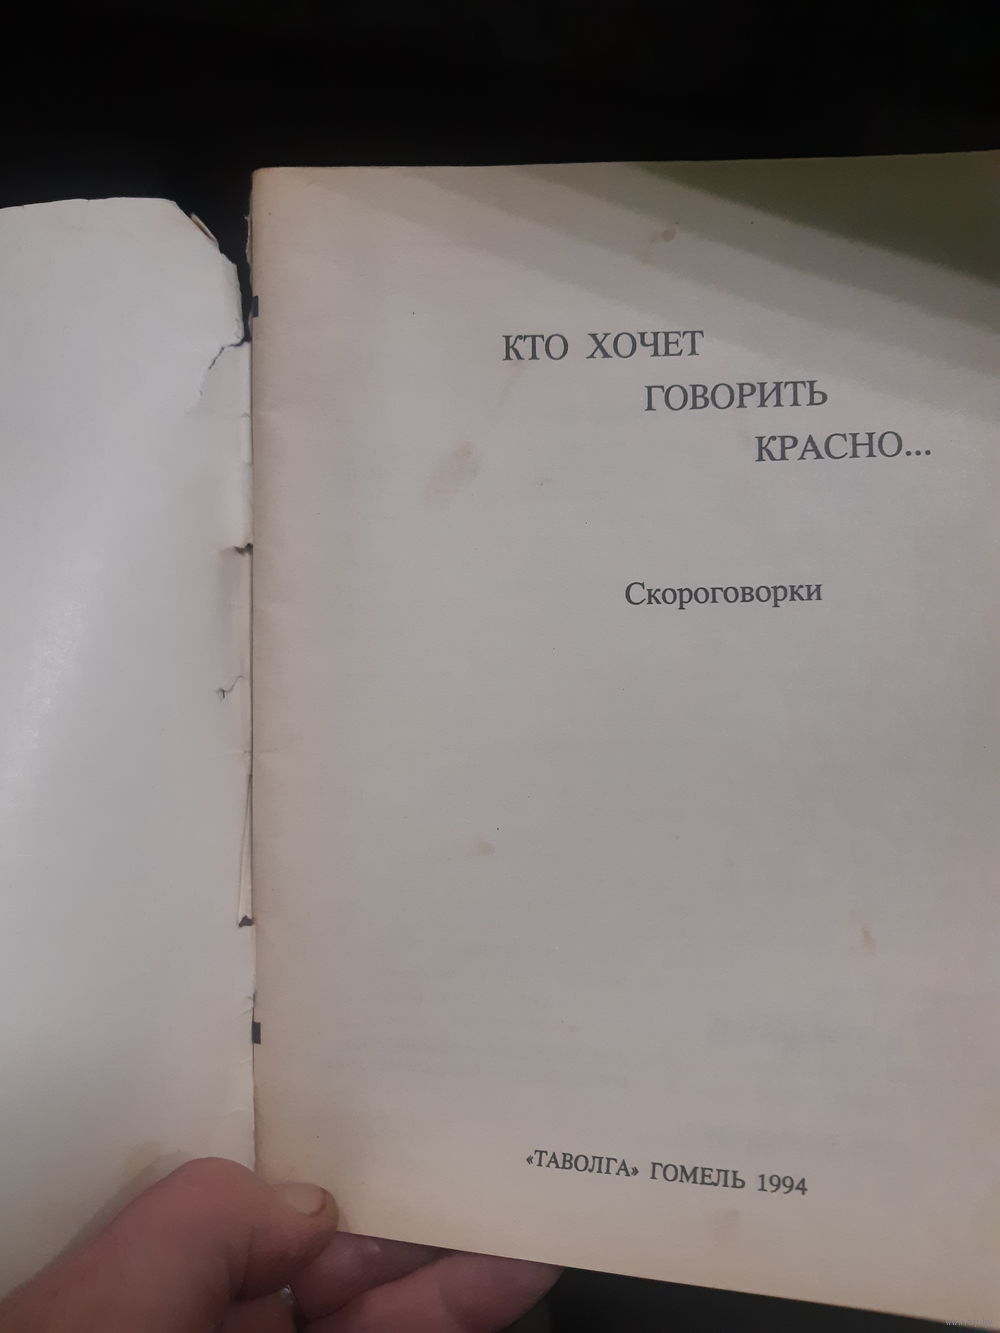 КТО ХОЧЕТ
ГОВОРИТЬ
КРАСНО...
Скороговорки
«ТАВОЛГА» ГОМЕЛЬ 1994